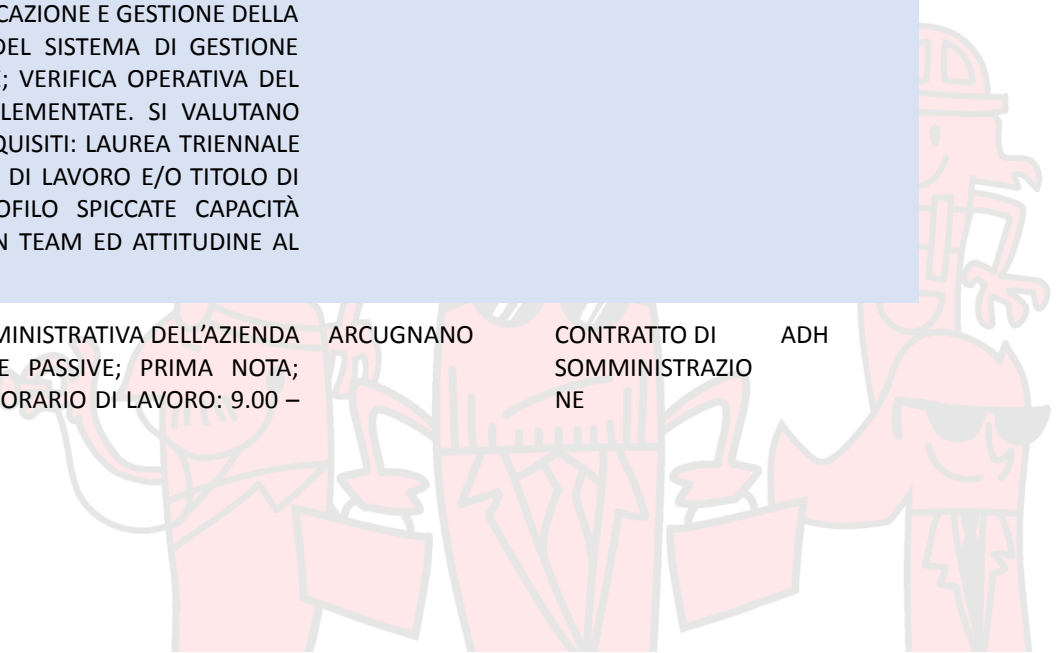 CAZIONE E GESTIONE DELLA
DEL SISTEMA DI GESTIONE
; VERIFICA OPERATIVA DEL
LEMENTATE. SI VALUTANO
QUISITI: LAUREA TRIENNALE
DI LAVORO E/O TITOLO DI
OFILO SPICCATE CAPACITÀ
N TEAM ED ATTITUDINE AL
MINISTRATIVA DELL'AZIENDA ARCUGNANO CONTRATTO DI ADH
E PASSIVE; PRIMA NOTA; SOMMINISTRAZIO
ORARIO DI LAVORO: 9.00 – NE